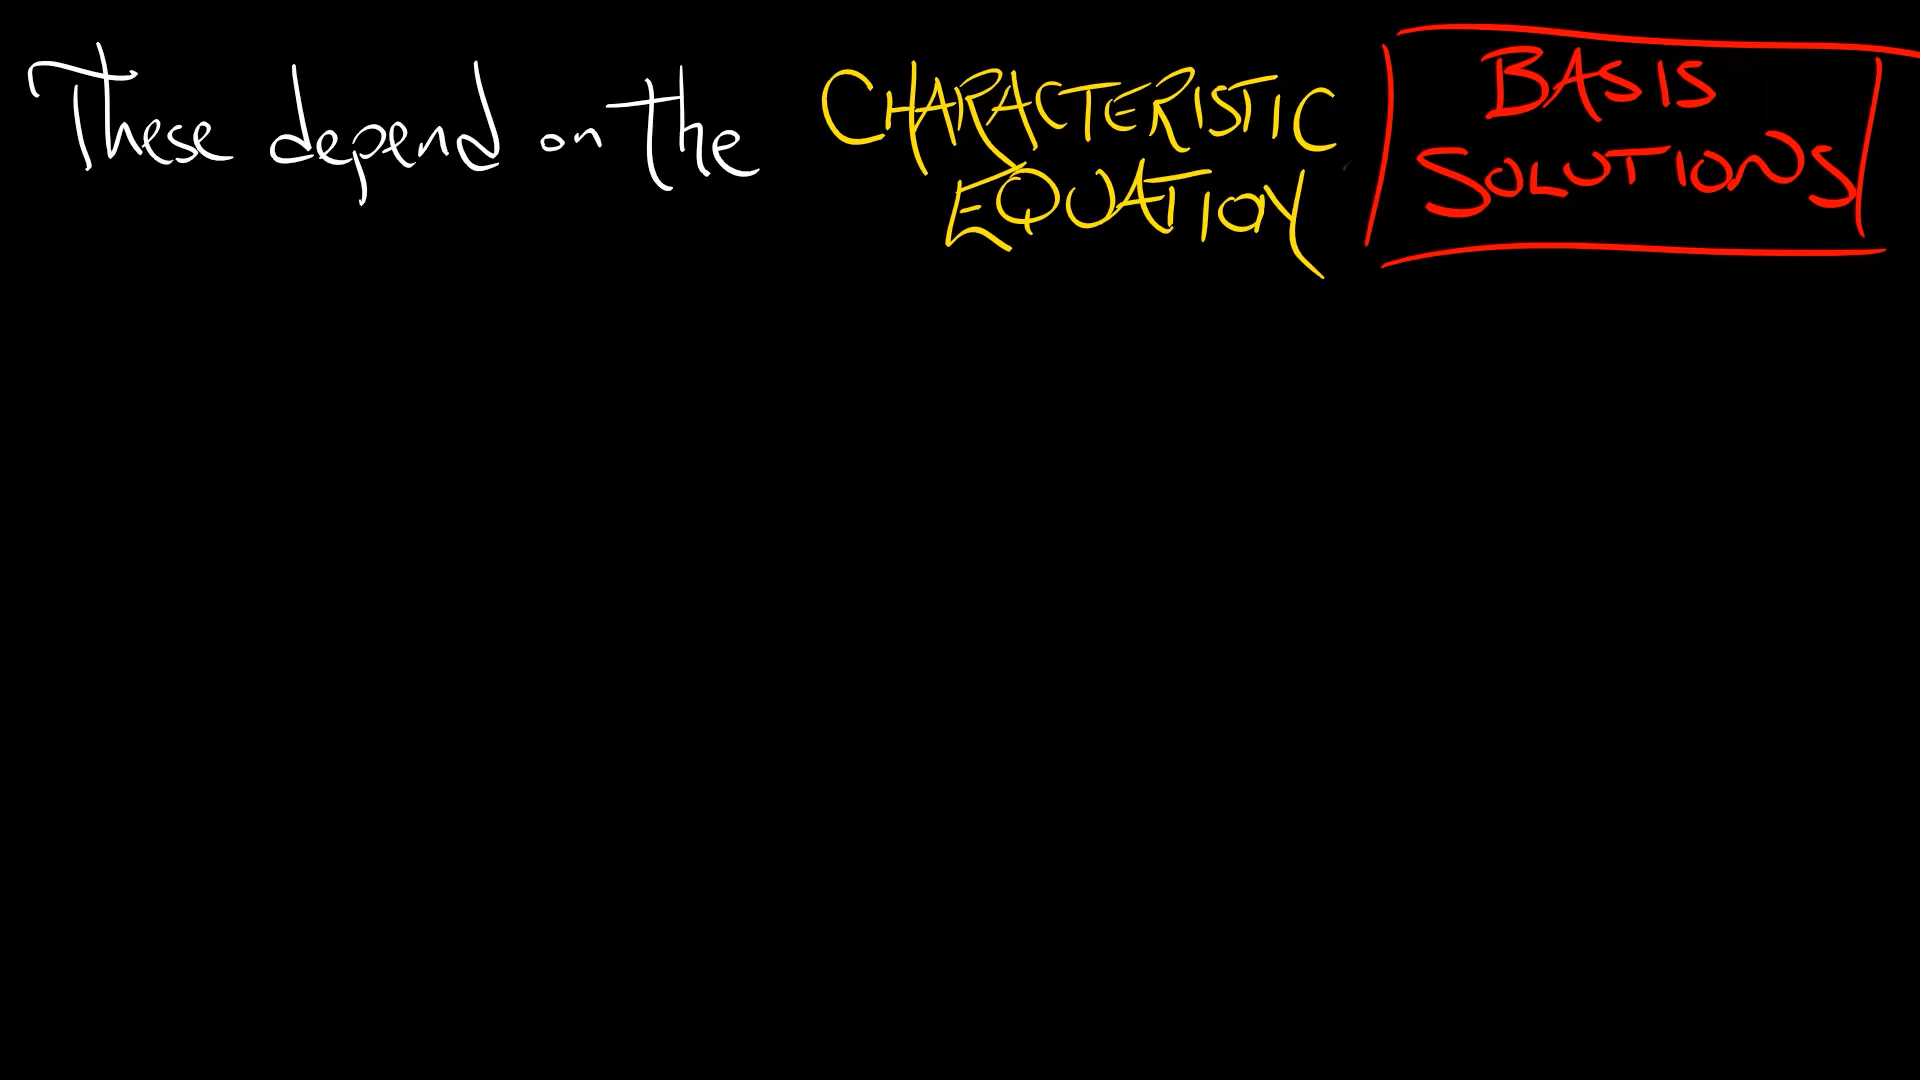 These depend on the CHARACTERISTIC EQUATION
BASIS
SOLUTIONS